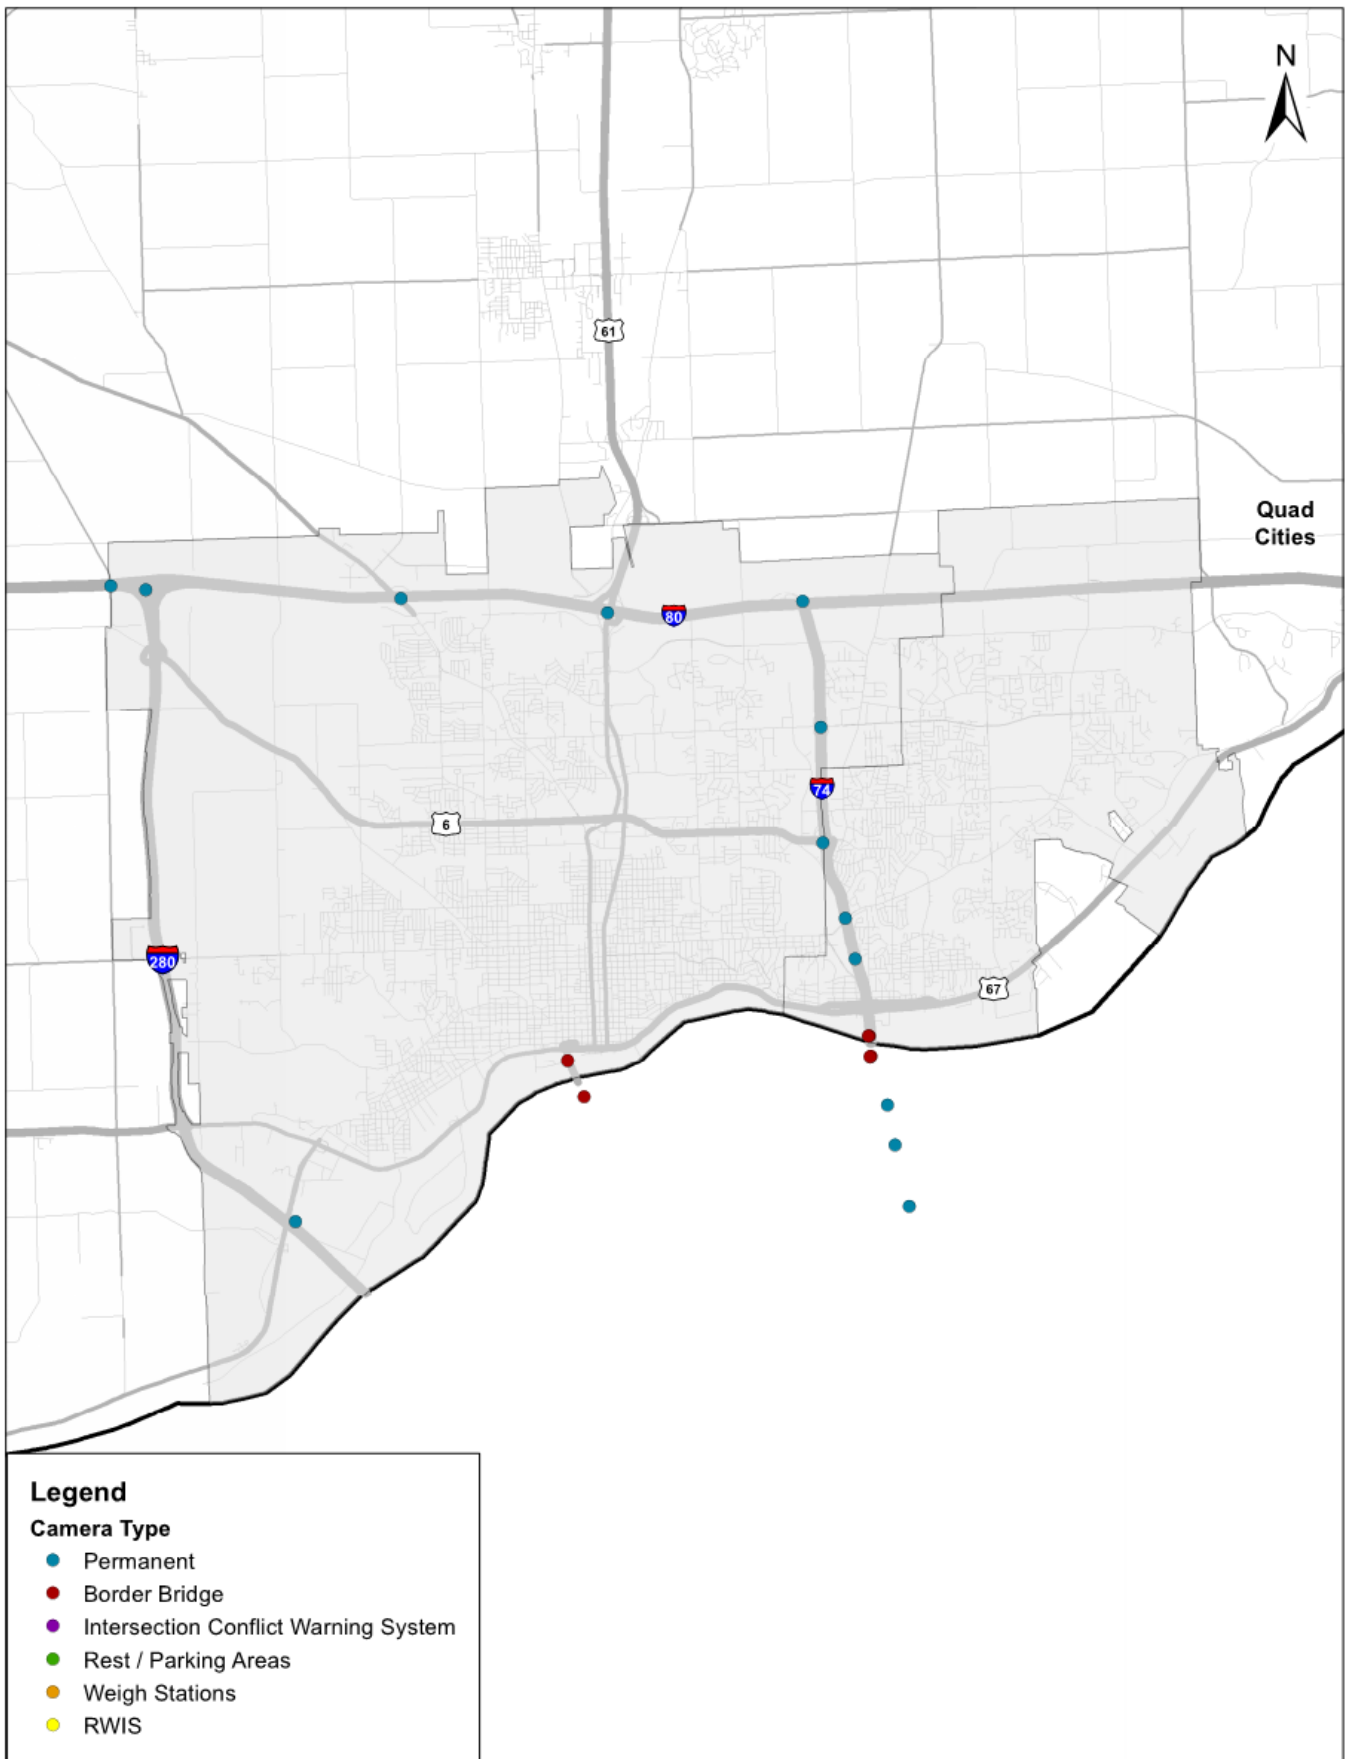 N
61
Quad
Cities
80
74
6
280
67
Legend
Camera Type
Permanent
Border Bridge
Intersection Conflict Warning System
Rest / Parking Areas
Weigh Stations
RWIS